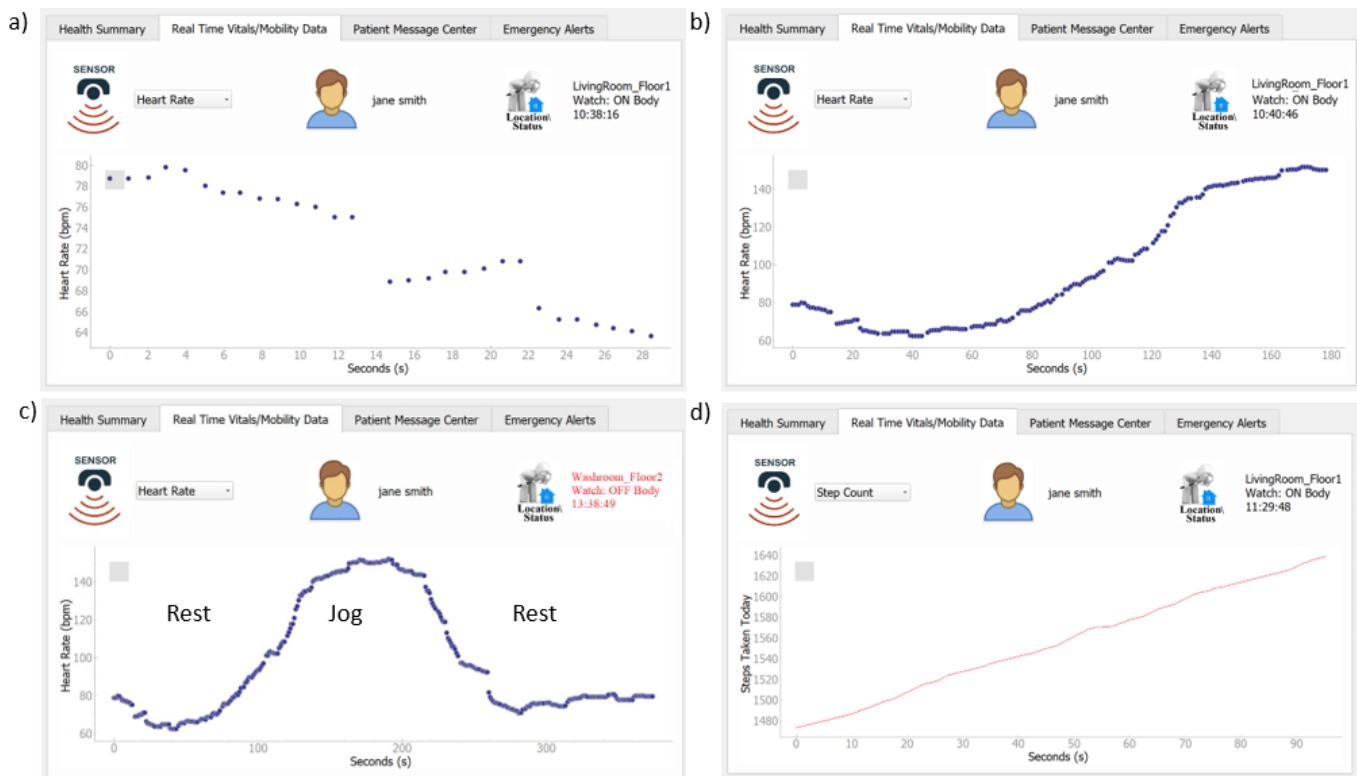 a)
Health Summary
Real Time Vitals/Mobility Data
Patient Message Center
Emergency Alerts
SENSOR
Heart Rate
jane smith
Location\
Status
LivingRoom_Floor1
Watch: ON Body
10:38:16
Heart Rate (bpm)
80
78
76
74
72
70
68
66
64
0 2 4 6 8 10 12 14 16 18 20 22 24 26 28
Seconds (s)
b)
Health Summary
Real Time Vitals/Mobility Data
Patient Message Center
Emergency Alerts
SENSOR
Heart Rate
jane smith
Location\
Status
LivingRoom_Floor1
Watch: ON Body
10:40:46
Heart Rate (bpm)
140
120
100
80
60
0 20 40 60 80 100 120 140 160 180
Seconds (s)
c)
Health Summary
Real Time Vitals/Mobility Data
Patient Message Center
Emergency Alerts
SENSOR
Heart Rate
jane smith
Location\
Status
Washroom_Floor2
Watch: OFF Body
13:38:49
Heart Rate (bpm)
140
120
100
80
60
Rest
Jog
Rest
0 100 200 300
Seconds (s)
d)
Health Summary
Real Time Vitals/Mobility Data
Patient Message Center
Emergency Alerts
SENSOR
Step Count
jane smith
Location\
Status
LivingRoom_Floor1
Watch: ON Body
11:29:48
Steps Taken Today
1640
1620
1600
1580
1560
1540
1520
1500
1480
0 10 20 30 40 50 60 70 80 90
Seconds (s)